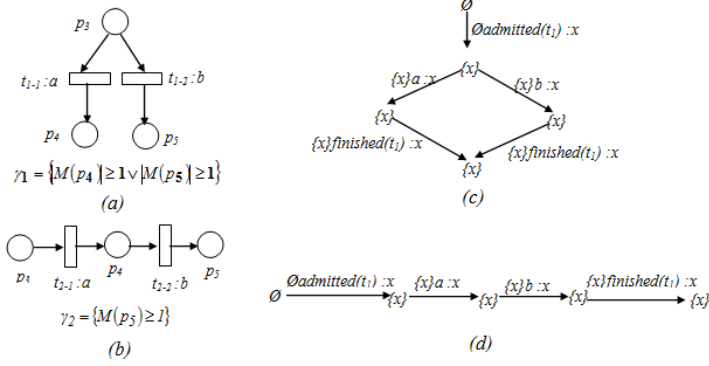 p3
t1-1:a
t1-2:b
p4
p5
γ1 = {|M(p4)|≥1∨|M(p5)|≥1}
(a)
p3
t2-1:a
p4
t2-2:b
p5
γ2={M(p5)≥1}
(b)
Ø
Øadmitted(t1) :x
{x}
{x}a :x
{x}b :x
{x}
{x}
{x}finished(t1) :x
{x}finished(t1) :x
{x}
(c)
Ø
Øadmitted(t1) :x
{x}
{x}a :x
{x}
{x}b :x
{x}
{x}finished(t1) :x
{x}
(d)